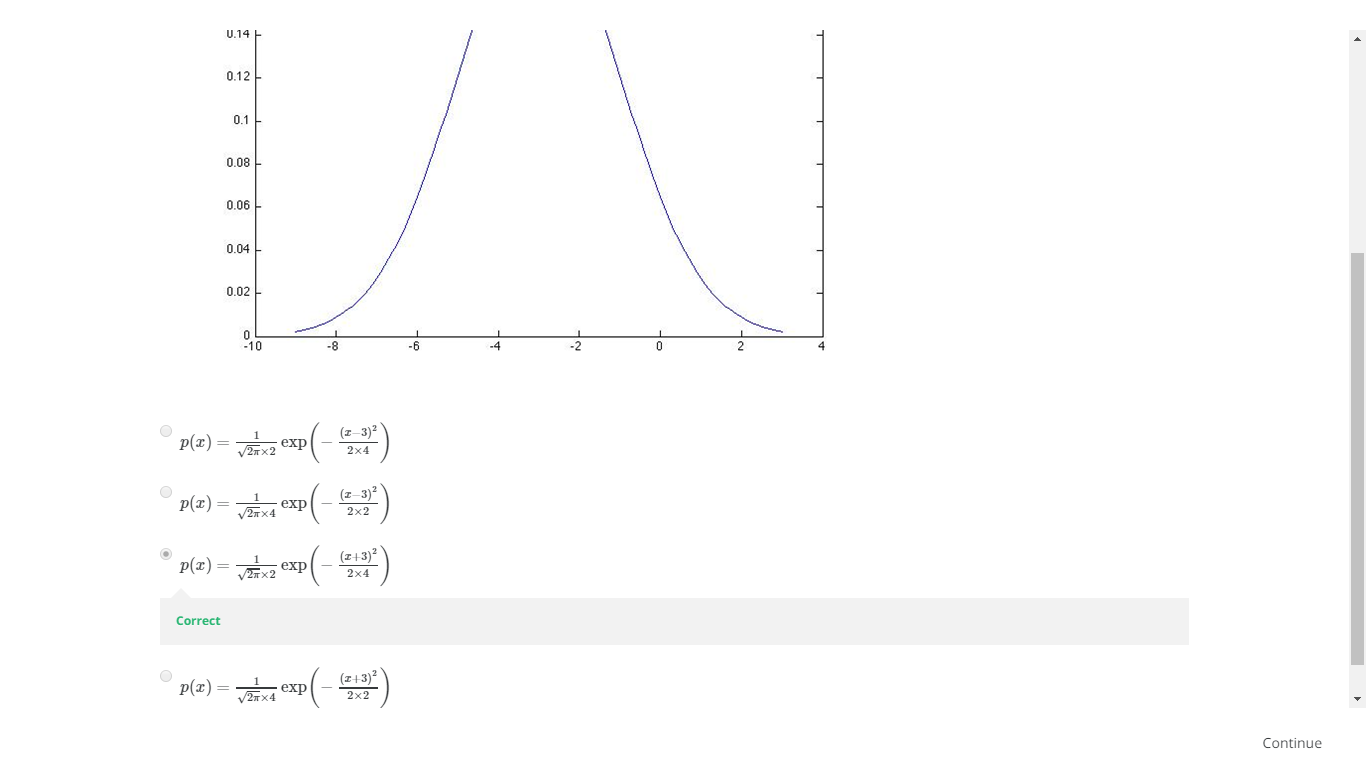 0.14
0.12
0.1
0.08
0.06
0.04
0.02
0
-10 -8 -6 -4 -2 0 2 4
p(x) = 1/√2π×2 exp(− (x−3)²/2×4)
p(x) = 1/√2π×4 exp(− (x−3)²/2×2)
p(x) = 1/√2π×2 exp(− (x+3)²/2×4)
Correct
p(x) = 1/√2π×4 exp(− (x+3)²/2×2)
Continue